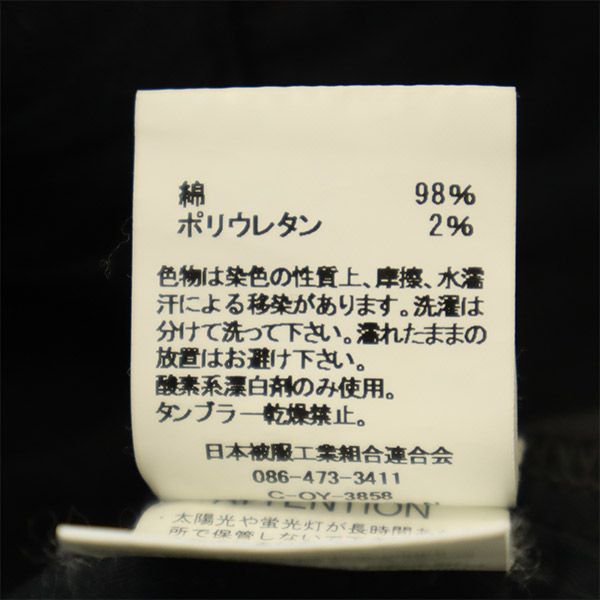 綿 98%
ポリウレタン 2%
色物は染色の性質上、摩擦、水濡
汗による移染があります。洗濯は
分けて洗って下さい。濡れたままの
放置はお避け下さい。
酸素系漂白剤のみ使用。
タンブラー乾燥禁止。
日本被服工業組合連合会
086-473-3411
C-OY-3858
ATTENTION
太陽光や蛍光灯が長時間
所で保管しないで